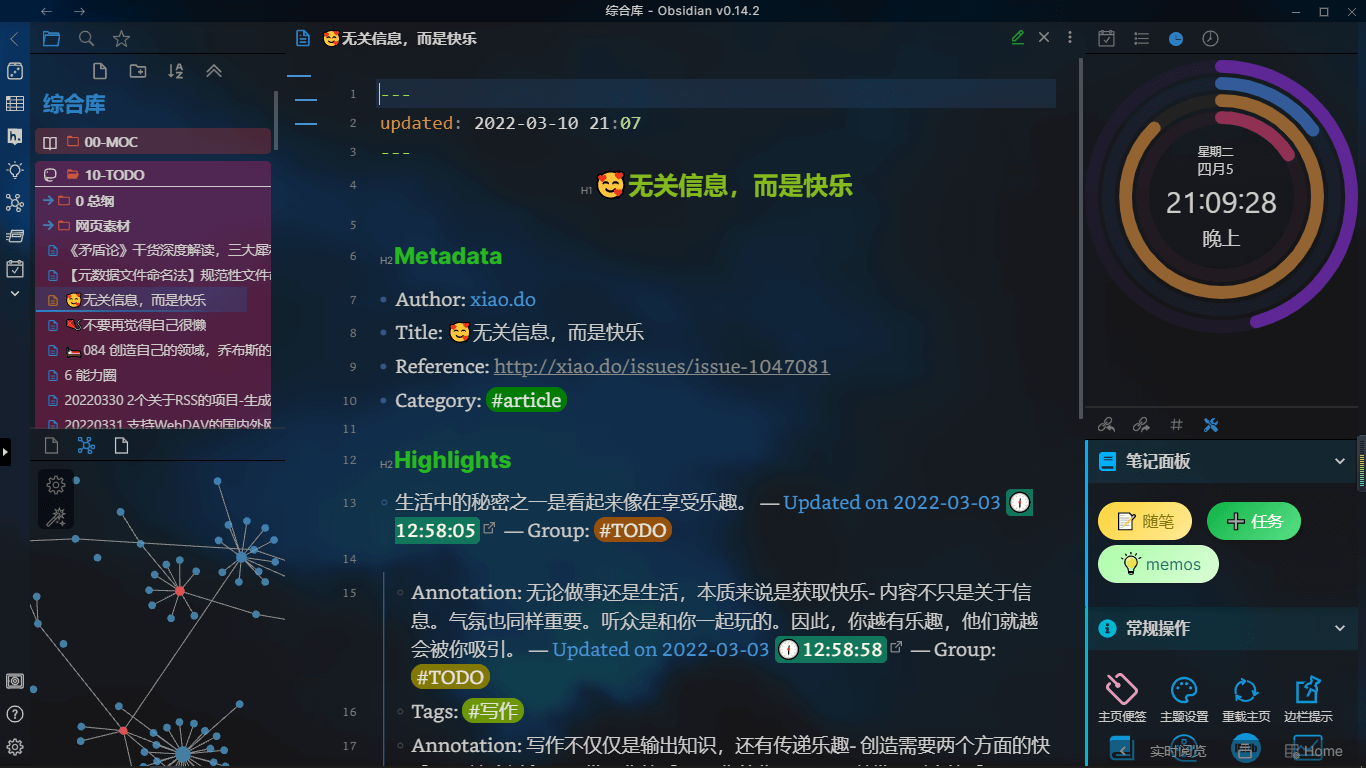 综合库 - Obsidian v0.14.2
综合库
00-MOC
10-TODO
0 总纲
网页素材
《矛盾论》干货深度解读，三大犀
【元数据文件命名法】规范性文件
🥰无关信息，而是快乐
不要再觉得自己很懒
084 创造自己的领域，乔布斯的
6 能力圈
20220330 2个关于RSS的项目-生成
20220331 支持WebDAV的国内外网
🥰无关信息，而是快乐
1 ---
2 updated: 2022-03-10 21:07
3 ---
4 H1 🥰无关信息，而是快乐
5
6 H2 Metadata
7 Author: xiao.do
8 Title: 🥰无关信息，而是快乐
9 Reference: http://xiao.do/issues/issue-1047081
10 Category: #article
11
12 H2 Highlights
13 生活中的秘密之一是看起来像在享受乐趣。 — Updated on 2022-03-03
12:58:05 — Group: #TODO
14
15 Annotation: 无论做事还是生活，本质来说是获取快乐- 内容不只是关于信
息。气氛也同样重要。听众是和你一起玩的。因此，你越有乐趣，他们就越
会被你吸引。 — Updated on 2022-03-03 12:58:58 — Group:
#TODO
16 Tags: #写作
17 Annotation: 写作不仅仅是输出知识，还有传递乐趣- 创造需要两个方面的快
星期二
四月5
21:09:28
晚上
笔记面板
随笔
任务
memos
常规操作
主页便签
主题设置
重载主页
边栏提示
实时阅览
Home